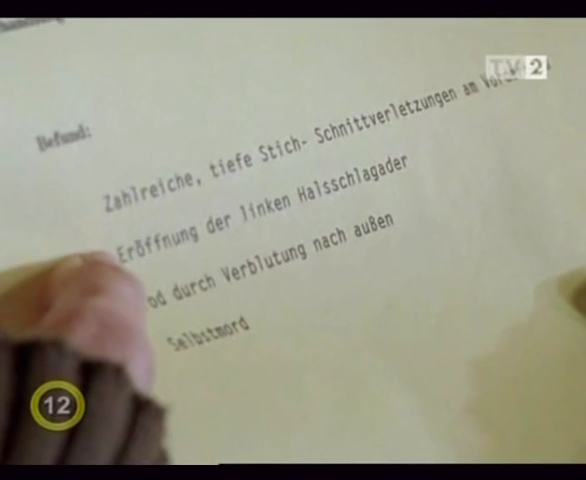 TV2
Befund:
Zahlreiche, tiefe Stich- Schnittverletzungen am
Eröffnung der linken Halsschlagader
od durch Verblutung nach außen
Selbstmord
12